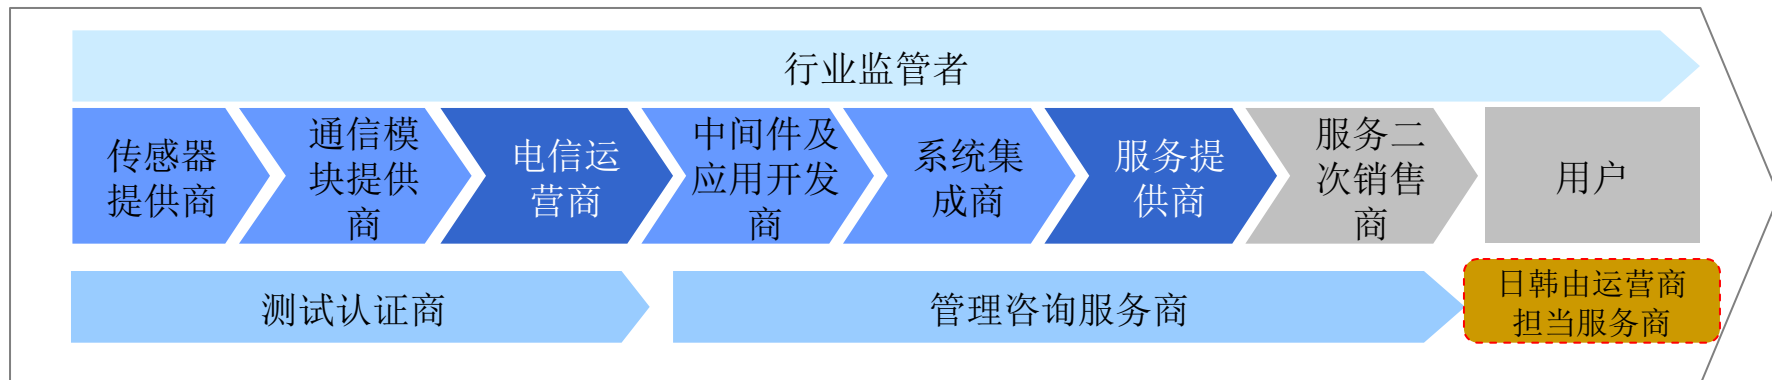 行业监管者
传感器
提供商
通信模
块提供
商
电信运
营商
中间件及
应用开发
商
系统集
成商
服务提
供商
服务二
次销售
商
用户
测试认证商
管理咨询服务商
日韩由运营商
担当服务商